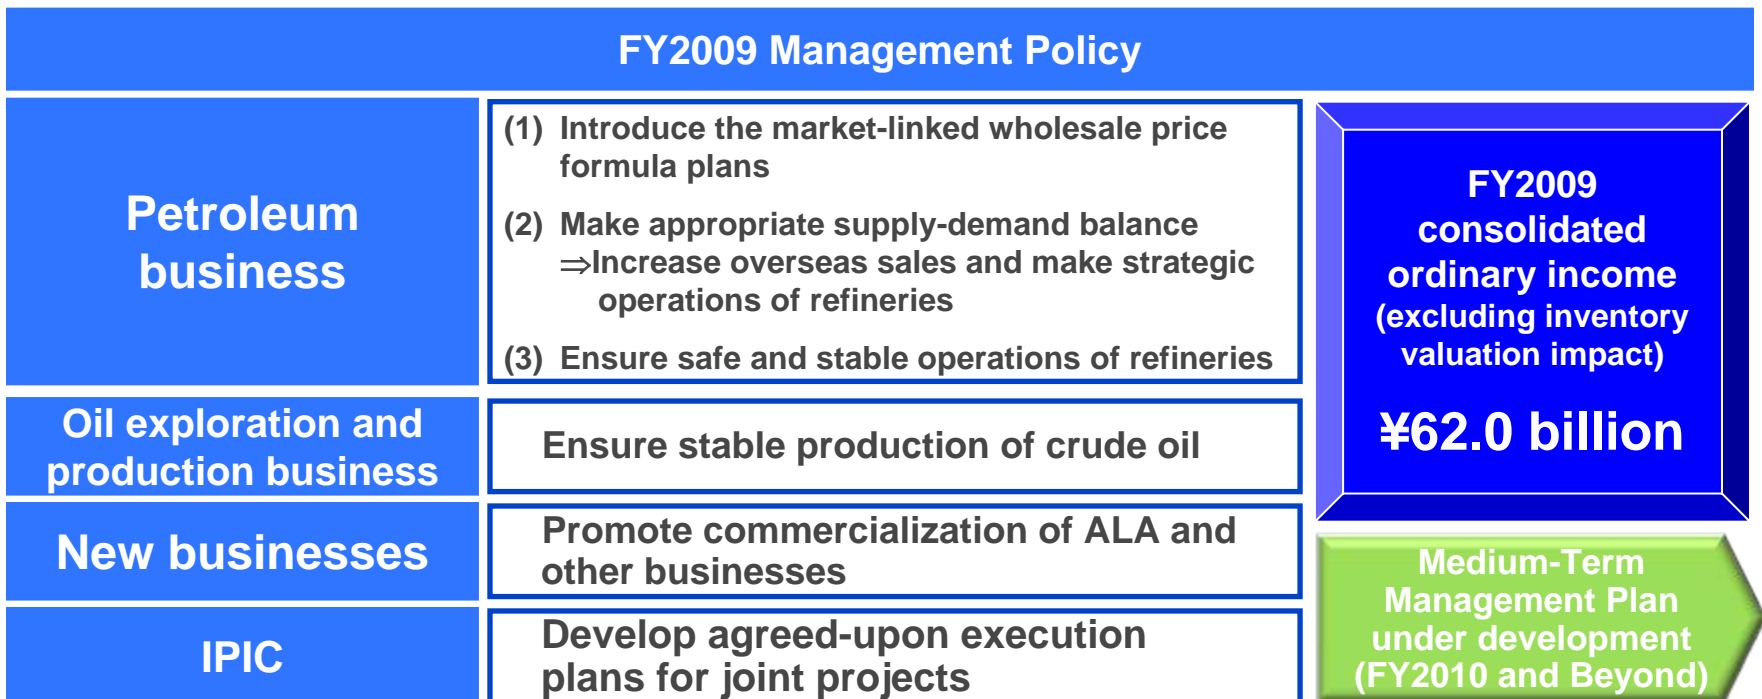 FY2009 Management Policy
Petroleum
business
(1) Introduce the market-linked wholesale price
formula plans
(2) Make appropriate supply-demand balance
⇒Increase overseas sales and make strategic
operations of refineries
(3) Ensure safe and stable operations of refineries
Oil exploration and
production business
Ensure stable production of crude oil
New businesses
Promote commercialization of ALA and
other businesses
IPIC
Develop agreed-upon execution
plans for joint projects
FY2009
consolidated
ordinary income
(excluding inventory
valuation impact)
¥62.0 billion
Medium-Term
Management Plan
under development
(FY2010 and Beyond)